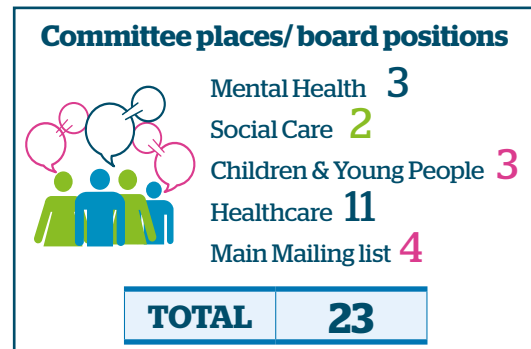 Committee places/ board positions
Mental Health 3
Social Care 2
Children & Young People 3
Healthcare 11
Main Mailing list 4
TOTAL 23